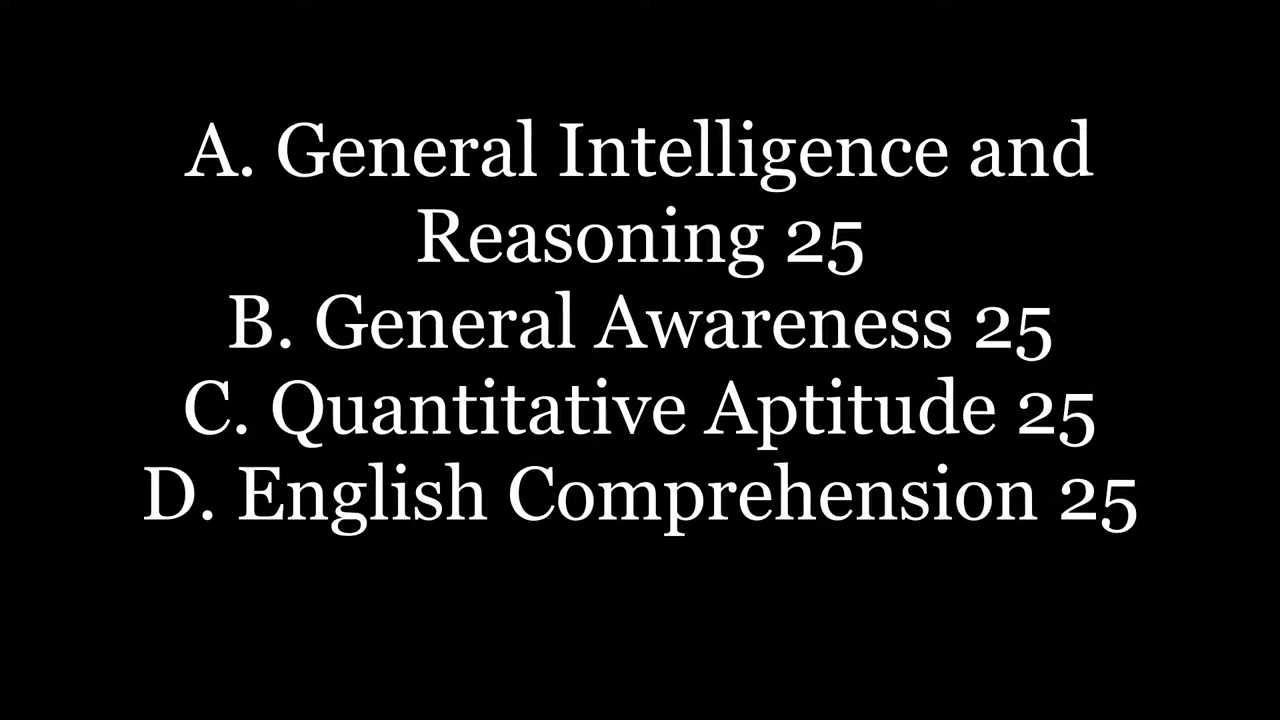 A. General Intelligence and
Reasoning 25
B. General Awareness 25
C. Quantitative Aptitude 25
D. English Comprehension 25